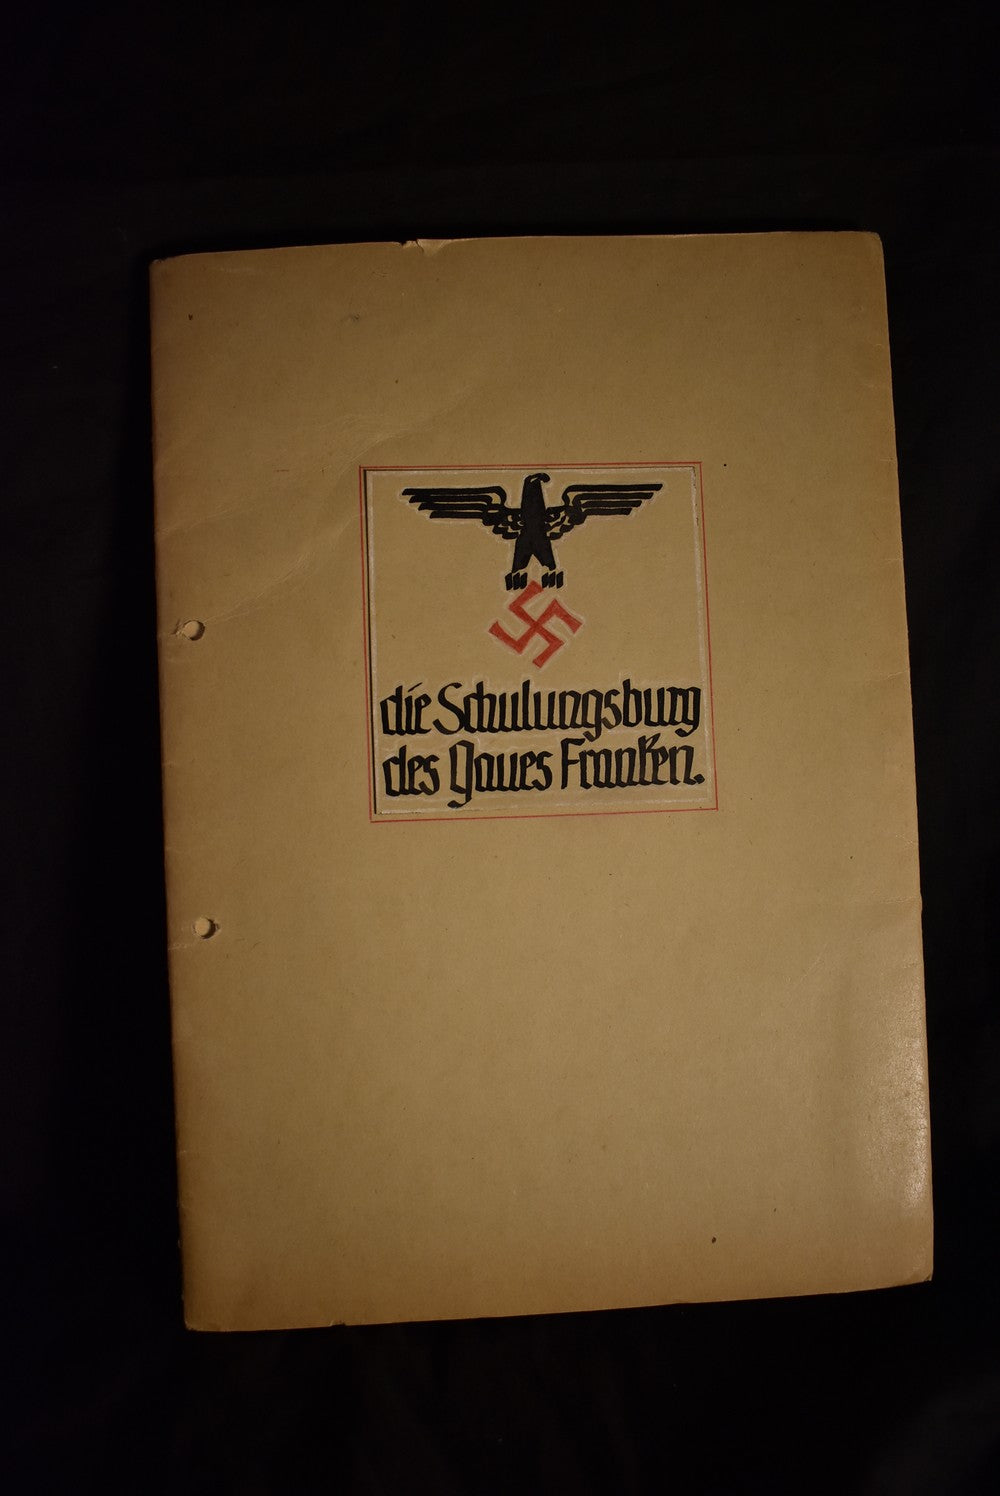 die Schulungsburg
des Gaues Franken.